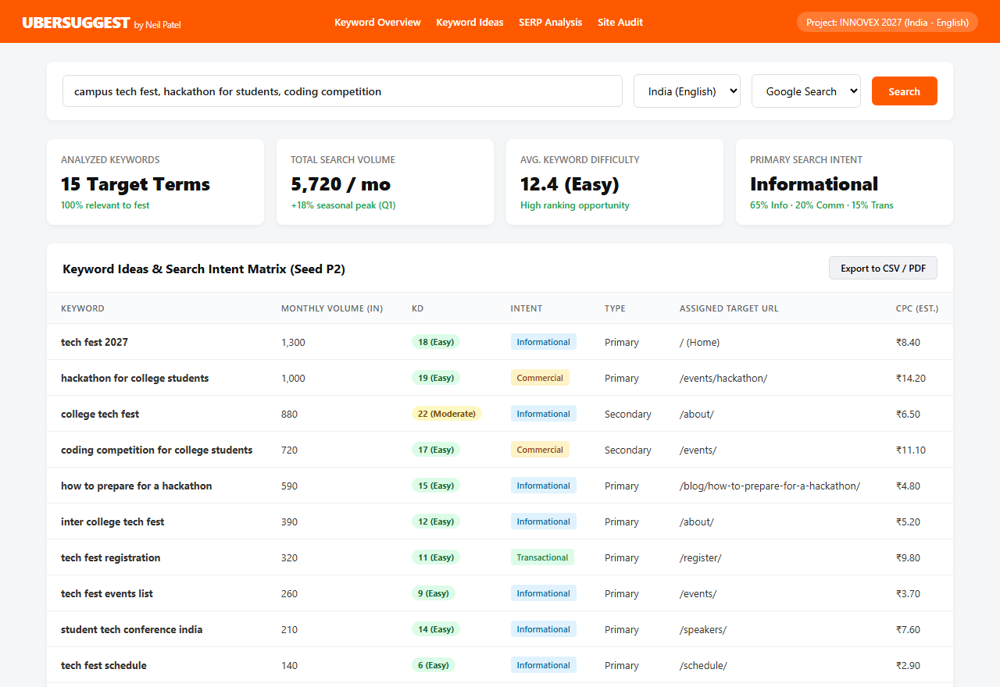 UBERSUGGEST by Neil Patel
Keyword Overview Keyword Ideas SERP Analysis Site Audit
Project: INNOVEX 2027 (India - English)
campus tech fest, hackathon for students, coding competition
India (English)
Google Search
Search
ANALYZED KEYWORDS
15 Target Terms
100% relevant to fest
TOTAL SEARCH VOLUME
5,720 / mo
+18% seasonal peak (Q1)
AVG. KEYWORD DIFFICULTY
12.4 (Easy)
High ranking opportunity
PRIMARY SEARCH INTENT
Informational
65% Info · 20% Comm · 15% Trans
Keyword Ideas & Search Intent Matrix (Seed P2)
Export to CSV / PDF
KEYWORD MONTHLY VOLUME (IN) KD INTENT TYPE ASSIGNED TARGET URL CPC (EST.)
tech fest 2027 1,300 18 (Easy) Informational Primary / (Home) ₹8.40
hackathon for college students 1,000 19 (Easy) Commercial Primary /events/hackathon/ ₹14.20
college tech fest 880 22 (Moderate) Informational Secondary /about/ ₹6.50
coding competition for college students 720 17 (Easy) Commercial Secondary /events/ ₹11.10
how to prepare for a hackathon 590 15 (Easy) Informational Primary /blog/how-to-prepare-for-a-hackathon/ ₹4.80
inter college tech fest 390 12 (Easy) Informational Primary /about/ ₹5.20
tech fest registration 320 11 (Easy) Transactional Primary /register/ ₹9.80
tech fest events list 260 9 (Easy) Informational Primary /events/ ₹3.70
student tech conference india 210 14 (Easy) Informational Primary /speakers/ ₹7.60
tech fest schedule 140 6 (Easy) Informational Primary /schedule/ ₹2.90